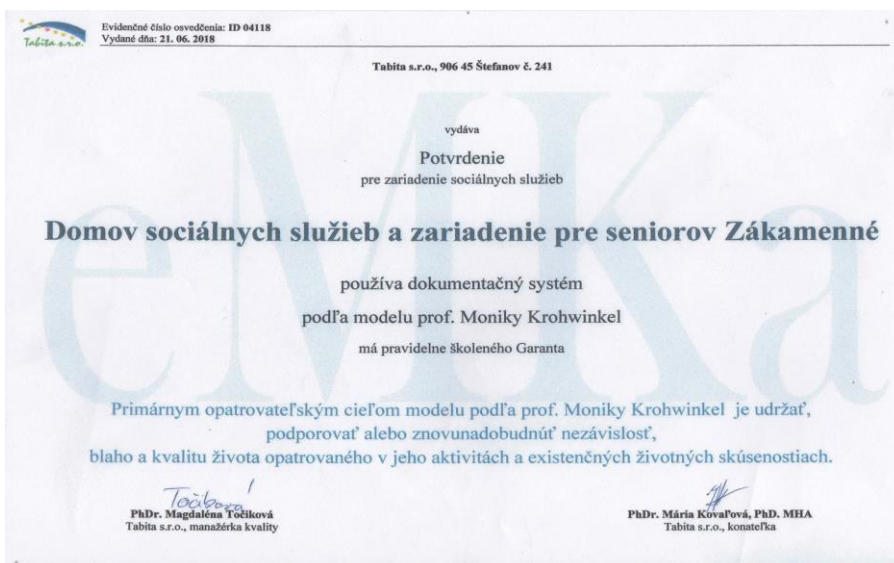 Tabita s.r.o.
Evidenčné číslo osvedčenia: ID 04118
Vydané dňa: 21. 06. 2018
Tabita s.r.o., 906 45 Štefanov č. 241
eMKa
vydáva
Potvrdenie
pre zariadenie sociálnych služieb
Domov sociálnych služieb a zariadenie pre seniorov Zákamenné
používa dokumentačný systém
podľa modelu prof. Moniky Krohwinkel
má pravidelne školeného Garanta
Primárnym opatrovateľským cieľom modelu podľa prof. Moniky Krohwinkel je udržať,
podporovať alebo znovunadobudnúť nezávislosť,
blaho a kvalitu života opatrovaného v jeho aktivitách a existenčných životných skúsenostiach.
PhDr. Magdaléna Točiková
Tabita s.r.o., manažérka kvality
PhDr. Mária Kovaľová, PhD. MHA
Tabita s.r.o., konateľka